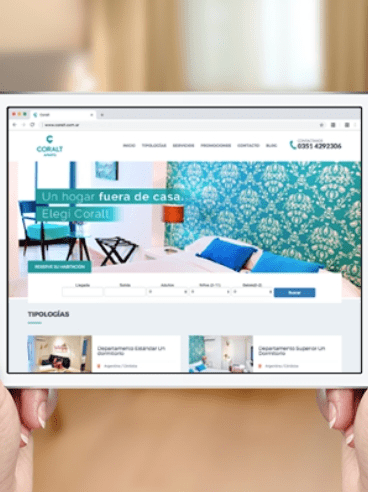 Coralt
www.coralt.com.ar
CORALT
INICIO TIPOLOGÍAS SERVICIOS PROMOCIONES CONTACTO BLOG
0351 4292306
Un hogar fuera de casa.
Elegí Coralt
RESERVE SU HABITACIÓN
Llegada Salida Adultos Niños
Buscar
TIPOLOGÍAS
Departamento Estándar Un
Dormitorio
Departamento Superior Un
Dormitorio
Argentina, Córdoba
Argentina, Córdoba